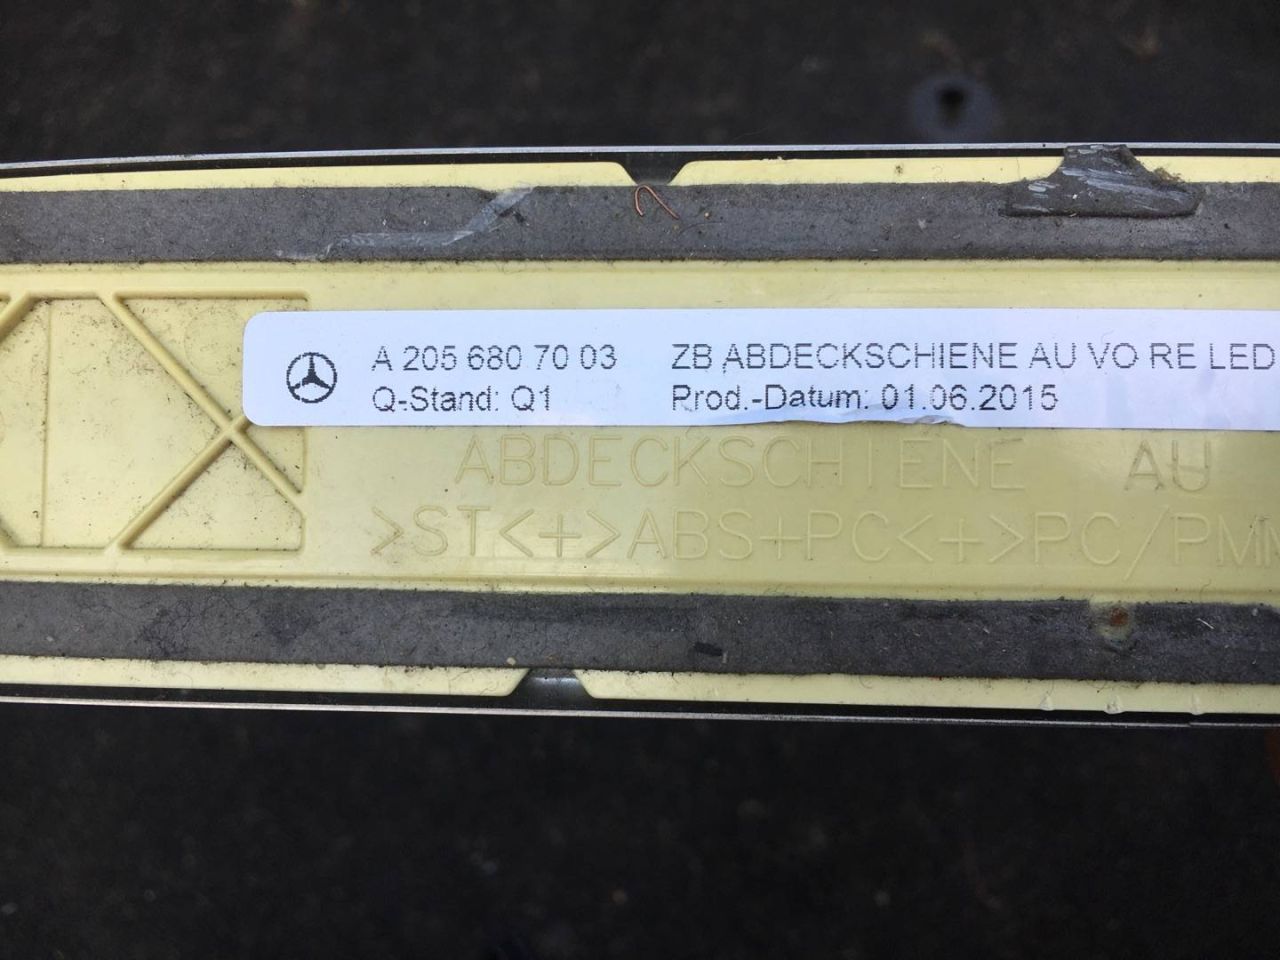 A 205 680 70 03 ZB ABDECKSCHIENE AU VO RE LED
Q-Stand: Q1 Prod.-Datum: 01.06.2015
ABDECKSCHIENE AU
>ST<+>ABS+PC<+>PC/PMM